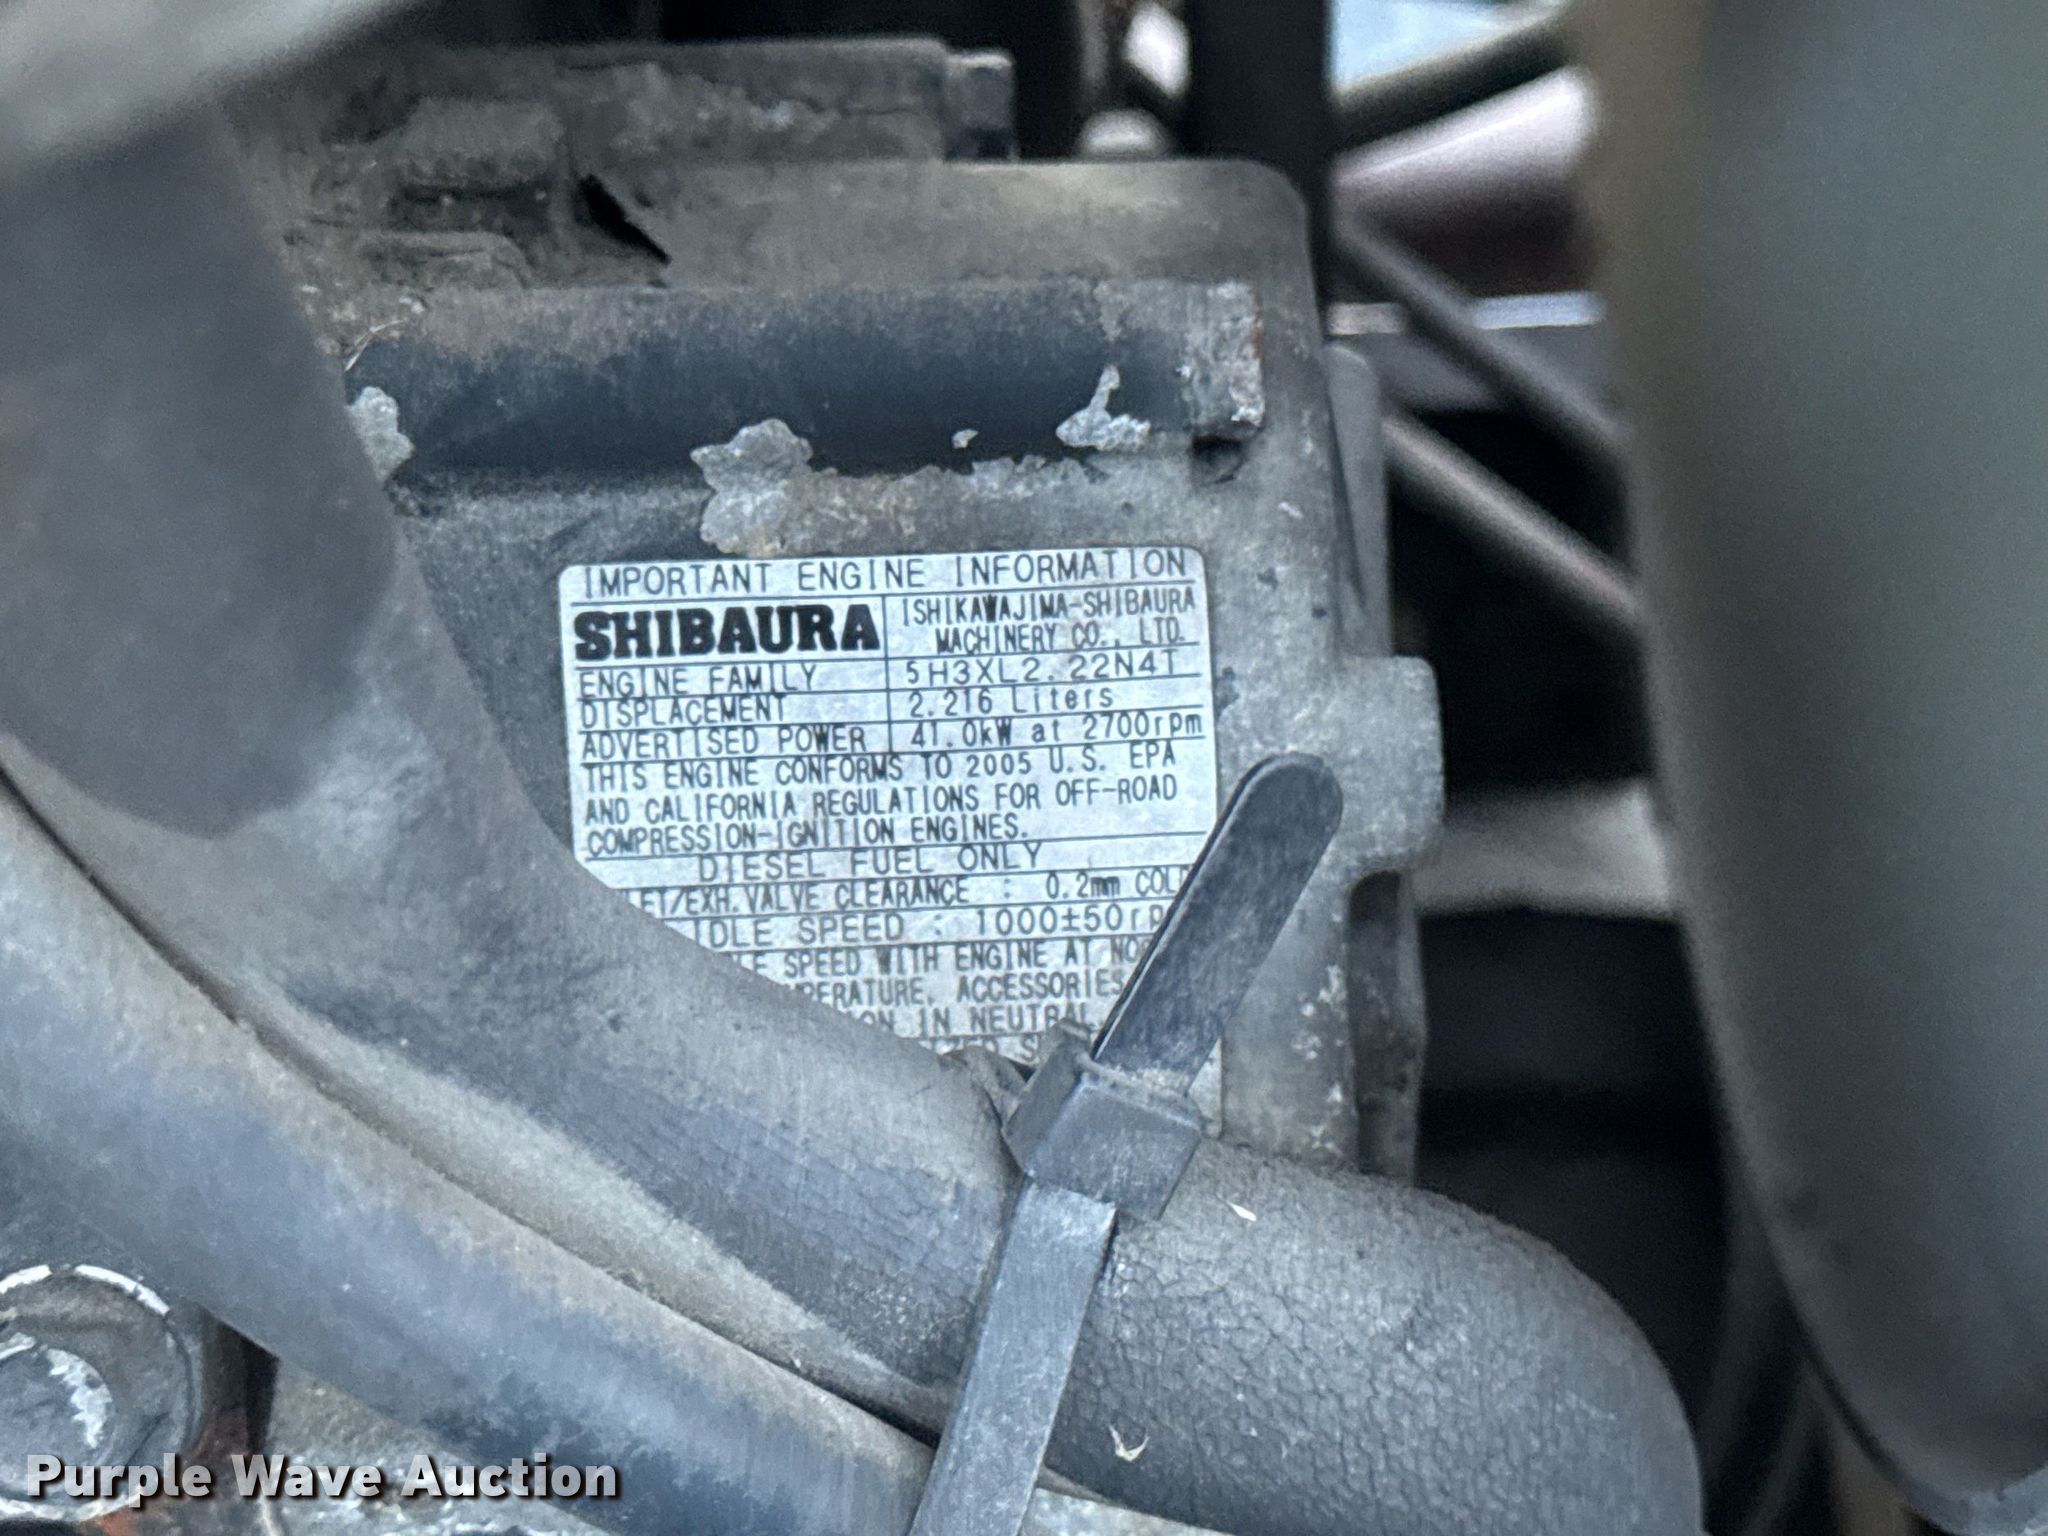 IMPORTANT ENGINE INFORMATION
SHIBAURA
ISHIKAWAJIMA-SHIBAURA
MACHINERY CO., LTD.
ENGINE FAMILY 5H3XL2.22N4T
DISPLACEMENT 2.216 Liters
ADVERTISED POWER 41.0kW at 2700rpm
THIS ENGINE CONFORMS TO 2005 U.S. EPA
AND CALIFORNIA REGULATIONS FOR OFF-ROAD
COMPRESSION-IGNITION ENGINES.
DIESEL FUEL ONLY
/EXH.VALVE CLEARANCE : 0.2mm COLD
IDLE SPEED : 1000±50rp
SPEED WITH ENGINE AT
ACCESSORIES
IN NEUTRAL
Purple Wave Auction